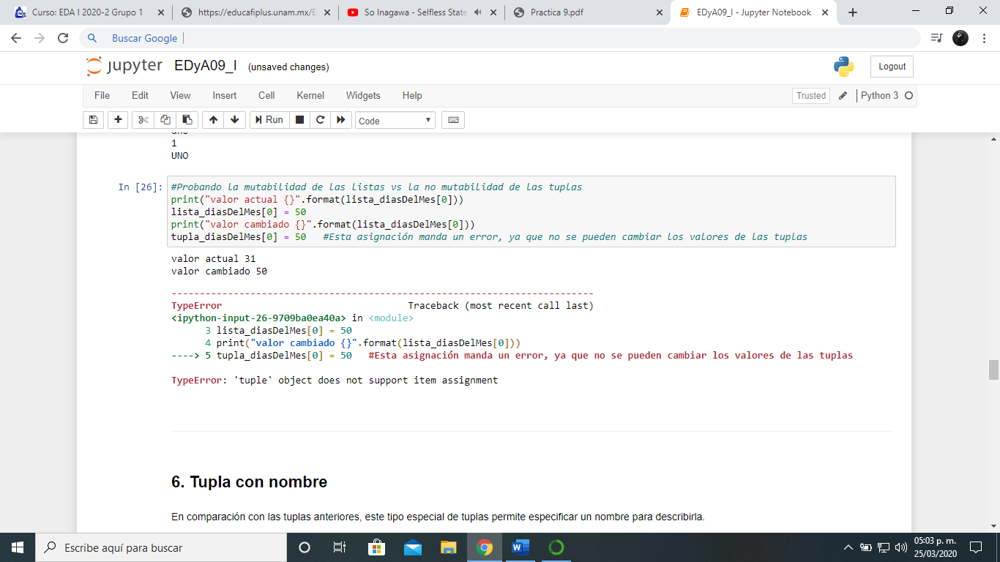 Curso: EDA I 2020-2 Grupo 1
https://educafiplus.unam.mx/E
So Inagawa - Selfless State
Practica 9.pdf
EDyA09_I - Jupyter Notebook
Buscar Google
jupyter EDyA09_I (unsaved changes)
Logout
File Edit View Insert Cell Kernel Widgets Help
Trusted Python 3
Run Code
uno
1
UNO
In [26]: #Probando la mutabilidad de las listas vs la no mutabilidad de las tuplas
print("valor actual {}".format(lista_diasDelMes[0]))
lista_diasDelMes[0] = 50
print("valor cambiado {}".format(lista_diasDelMes[0]))
tupla_diasDelMes[0] = 50   #Esta asignación manda un error, ya que no se pueden cambiar los valores de las tuplas
valor actual 31
valor cambiado 50
---------------------------------------------------------------------------
TypeError                                 Traceback (most recent call last)
<ipython-input-26-9709ba0ea40a> in <module>
      3 lista_diasDelMes[0] = 50
      4 print("valor cambiado {}".format(lista_diasDelMes[0]))
----> 5 tupla_diasDelMes[0] = 50   #Esta asignación manda un error, ya que no se pueden cambiar los valores de las tuplas
TypeError: 'tuple' object does not support item assignment
6. Tupla con nombre
En comparación con las tuplas anteriores, este tipo especial de tuplas permite especificar un nombre para describirla.
Escribe aquí para buscar
05:03 p. m.
25/03/2020